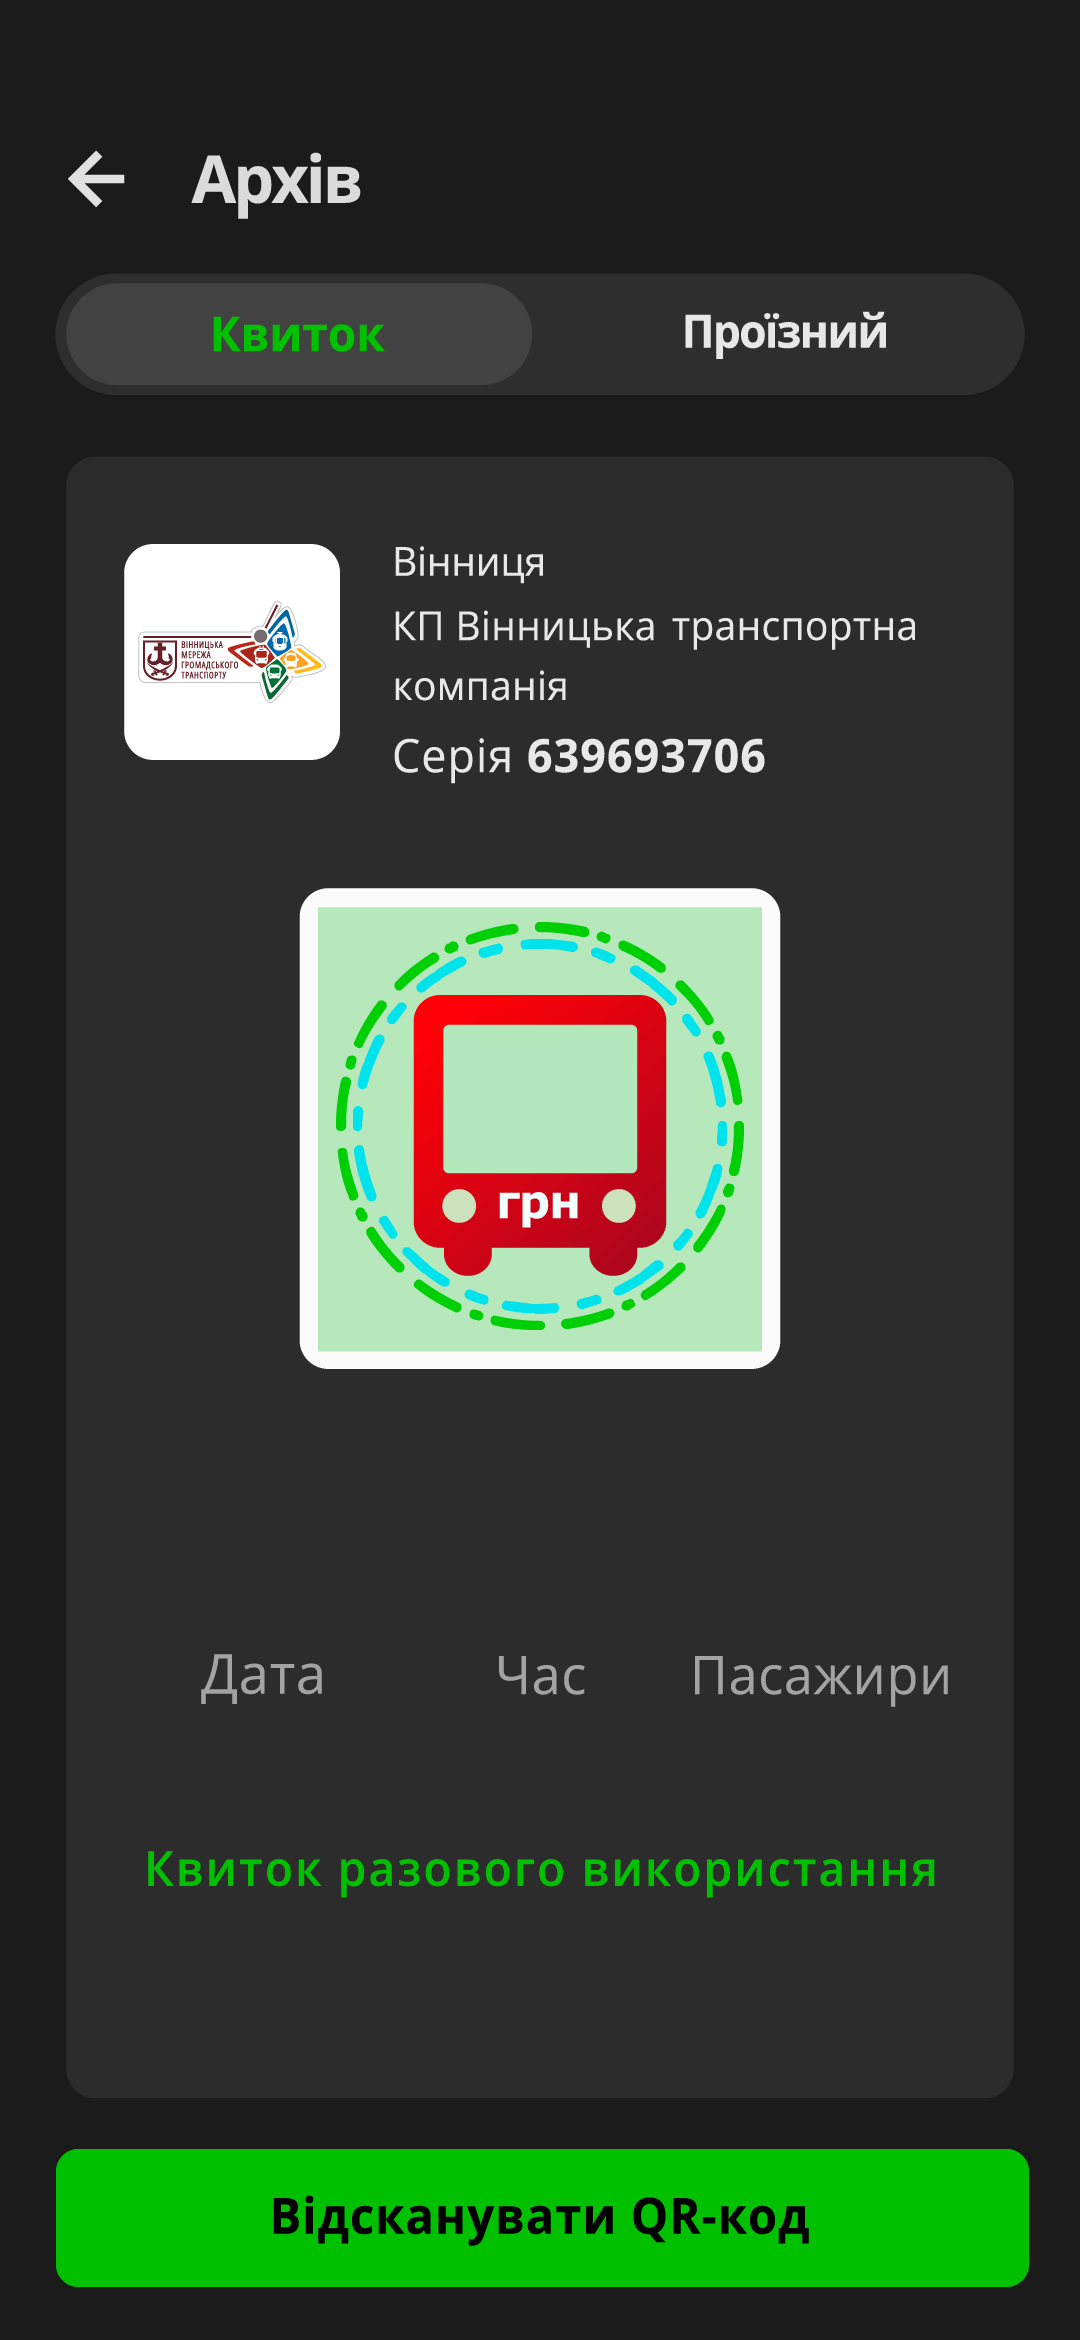 Архів
Квиток
Проїзний
Вінниця
КП Вінницька транспортна
компанія
Серія 639693706
ВІННИЦЬКА
МЕРЕЖА
ГРОМАДСЬКОГО
ТРАНСПОРТУ
грн
Дата
Час
Пасажири
Квиток разового використання
Відсканувати QR-код